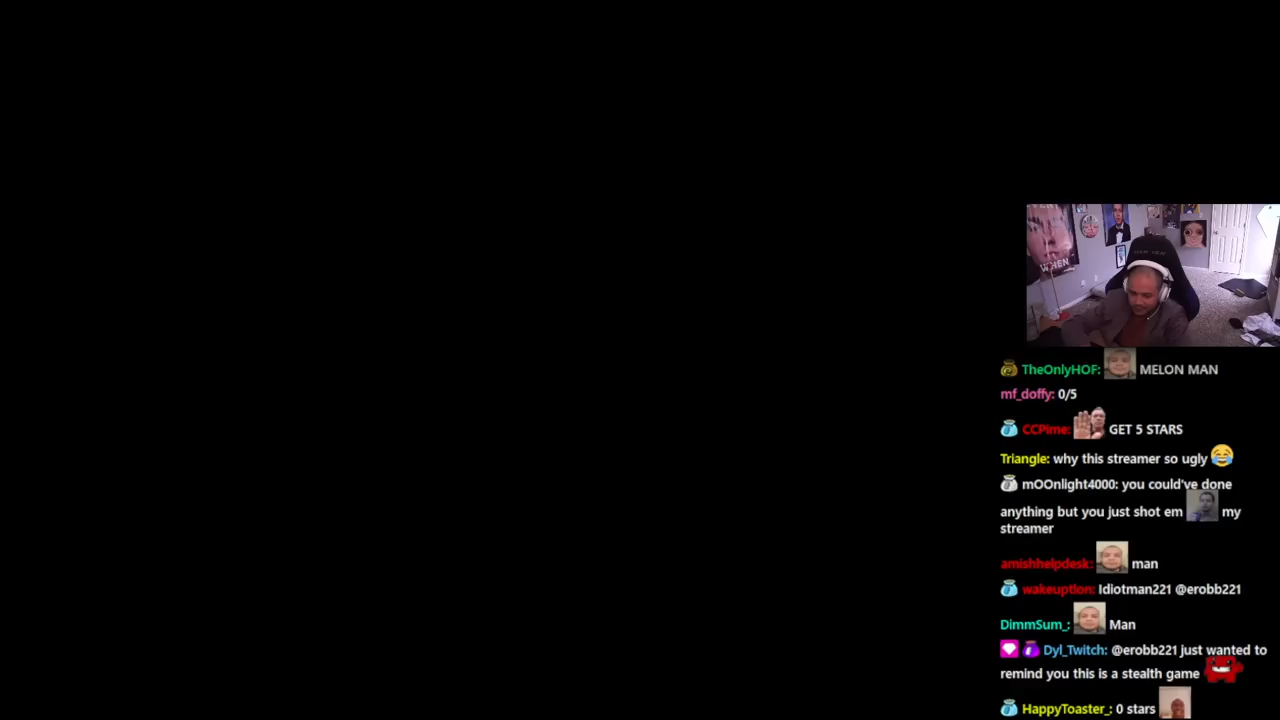 WHEN
TheOnlyHOF: MELON MAN
mf_doffy: 0/5
CCPime: GET 5 STARS
Triangle: why this streamer so ugly 😂
mOOnlight4000: you could've done
anything but you just shot em my
streamer
amishhelpdesk: man
wakeuption: Idiotman221 @erobb221
DimmSum_: Man
Dyl_Twitch: @erobb221 just wanted to
remind you this is a stealth game
HappyToaster_: 0 stars